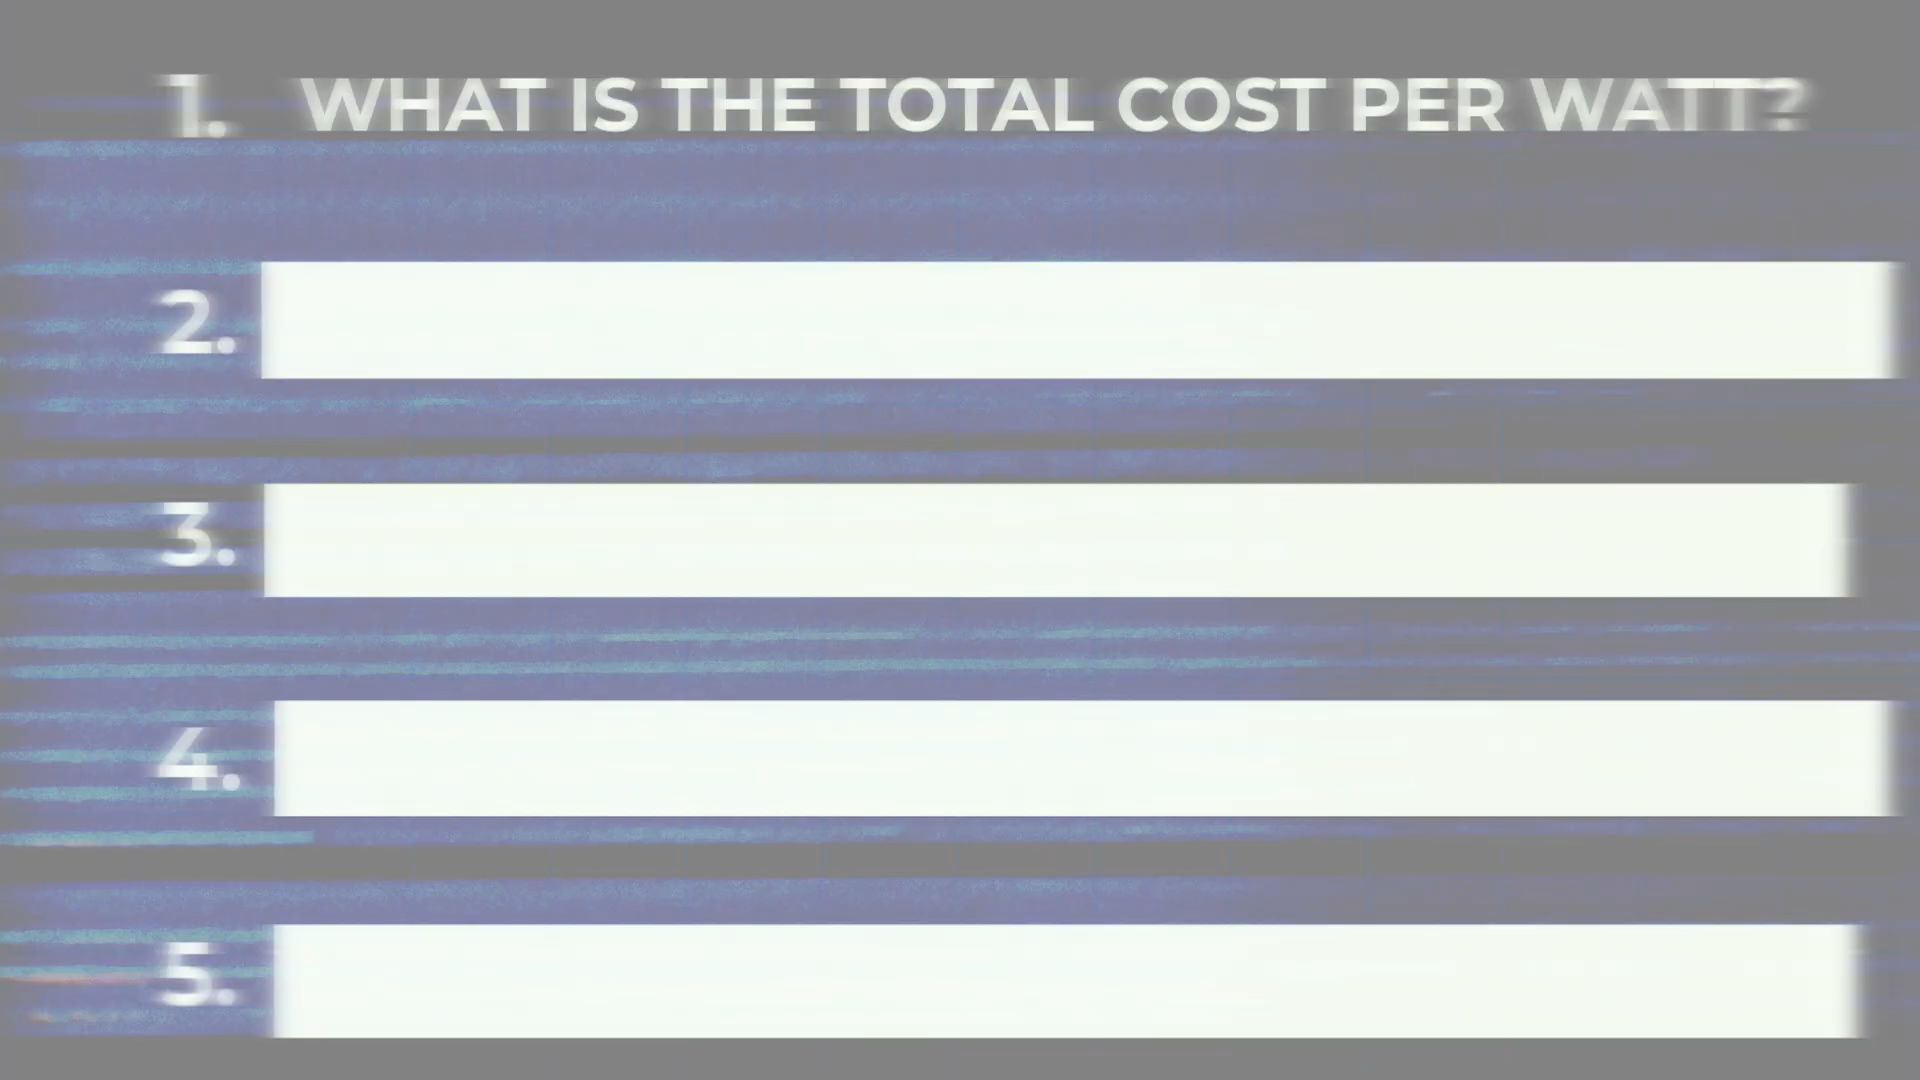 1. WHAT IS THE TOTAL COST PER WATT?
2.
3.
4.
5.